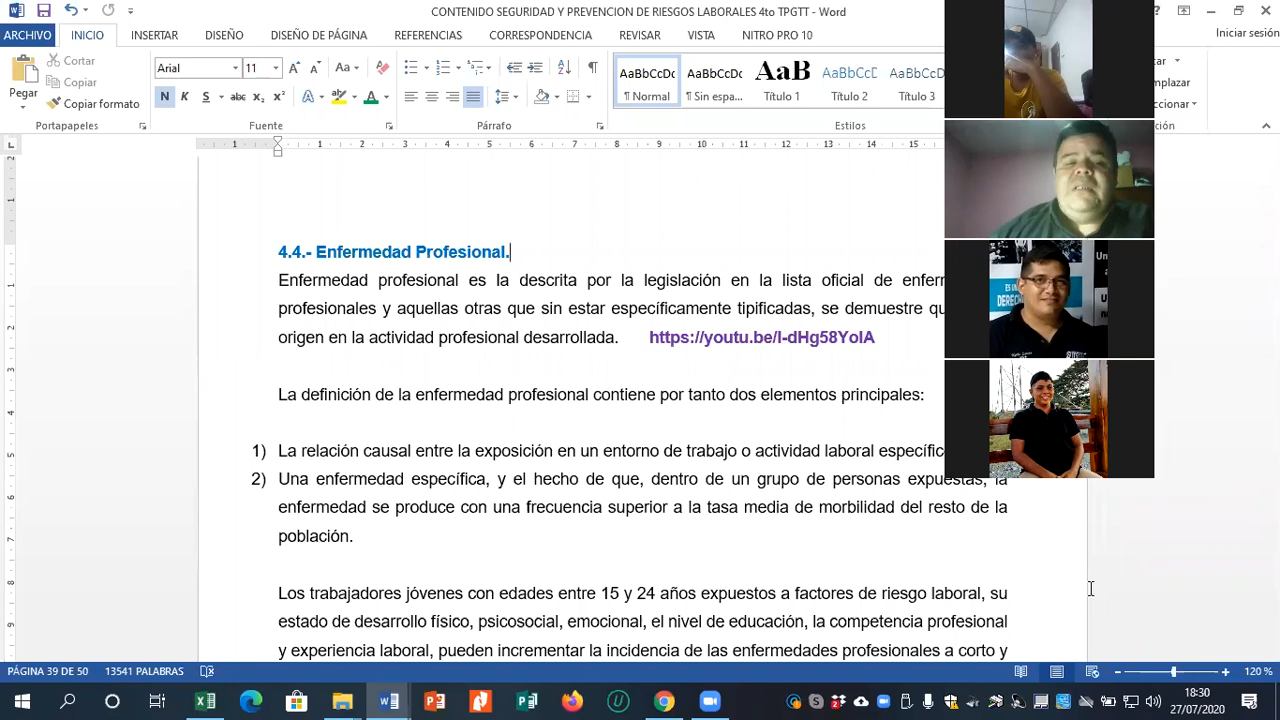 CONTENIDO SEGURIDAD Y PREVENCION DE RIESGOS LABORALES 4to TPGTT - Word
ARCHIVO INICIO INSERTAR DISEÑO DISEÑO DE PÁGINA REFERENCIAS CORRESPONDENCIA REVISAR VISTA NITRO PRO 10 Iniciar sesión
Pegar
Cortar
Copiar
Copiar formato
Portapapeles
Arial 11
N K S abc x₂ x²
Fuente
Párrafo
AaBbCcDc AaBbCcDc AaB AaBbCcD AaBbCcD
¶ Normal ¶ Sin espa... Título 1 Título 2 Título 3
Estilos
4.4.- Enfermedad Profesional.
Enfermedad profesional es la descrita por la legislación en la lista oficial de
profesionales y aquellas otras que sin estar específicamente tipificadas, se demuestre
origen en la actividad profesional desarrollada. https://youtu.be/I-dHg58YoIA
La definición de la enfermedad profesional contiene por tanto dos elementos principales:
1) La relación causal entre la exposición en un entorno de trabajo o actividad laboral
2) Una enfermedad específica, y el hecho de que, dentro de un grupo de personas expuestas, la
enfermedad se produce con una frecuencia superior a la tasa media de morbilidad del resto de la
población.
Los trabajadores jóvenes con edades entre 15 y 24 años expuestos a factores de riesgo laboral, su
estado de desarrollo físico, psicosocial, emocional, el nivel de educación, la competencia profesional
y experiencia laboral, pueden incrementar la incidencia de las enfermedades profesionales a corto y
PÁGINA 39 DE 50 13541 PALABRAS 120 %
18:30
27/07/2020